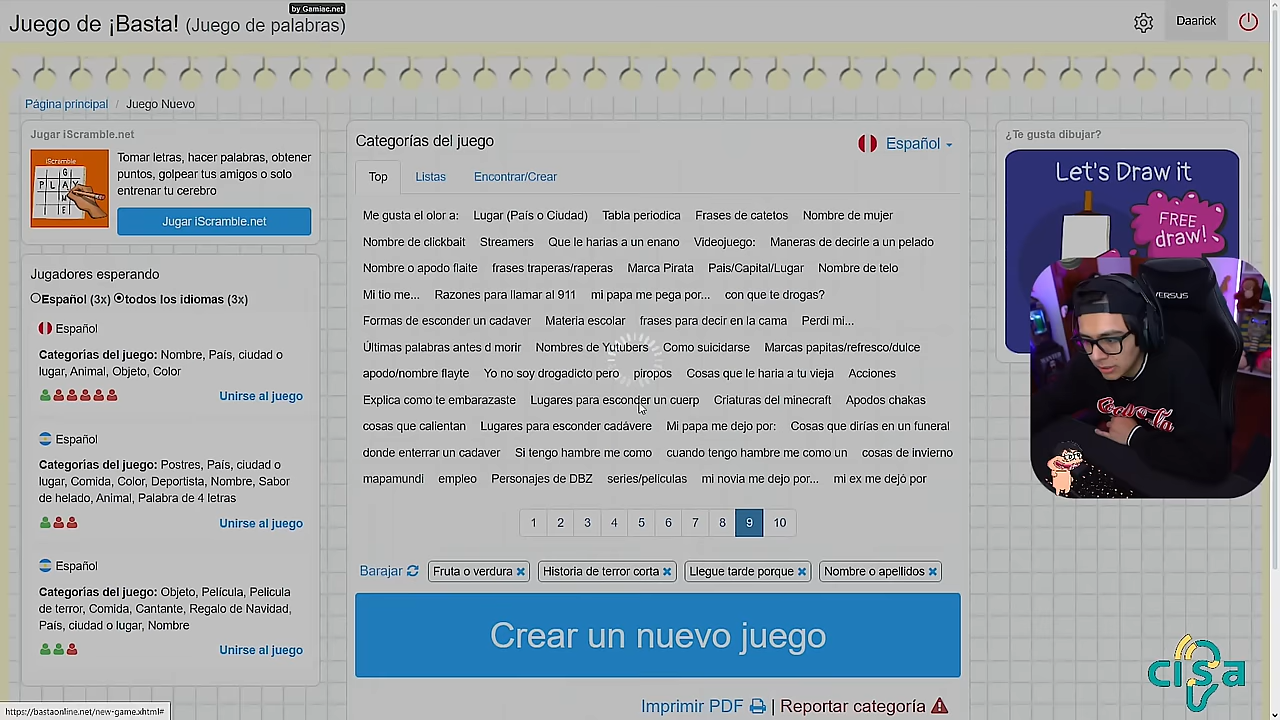 by Gamiac.net
Juego de ¡Basta! (Juego de palabras)
Daarick
Página principal / Juego Nuevo
Jugar iScramble.net
iScramble
Tomar letras, hacer palabras, obtener
puntos, golpear tus amigos o solo
entrenar tu cerebro
Jugar iScramble.net
Jugadores esperando
Español (3x) todos los idiomas (3x)
Español
Categorías del juego: Nombre, País, ciudad o
lugar, Animal, Objeto, Color
Unirse al juego
Español
Categorías del juego: Postres, País, ciudad o
lugar, Comida, Color, Deportista, Nombre, Sabor
de helado, Animal, Palabra de 4 letras
Unirse al juego
Español
Categorías del juego: Objeto, Película, Pelicula
de terror, Comida, Cantante, Regalo de Navidad,
País, ciudad o lugar, Nombre
Unirse al juego
Categorías del juego
Español
Top Listas Encontrar/Crear
Me gusta el olor a: Lugar (País o Ciudad) Tabla periodica Frases de catetos Nombre de mujer
Nombre de clickbait Streamers Que le harias a un enano Videojuego: Maneras de decirle a un pelado
Nombre o apodo flaite frases traperas/raperas Marca Pirata Pais/Capital/Lugar Nombre de telo
Mi tio me... Razones para llamar al 911 mi papa me pega por... con que te drogas?
Formas de esconder un cadaver Materia escolar frases para decir en la cama Perdi mi...
Últimas palabras antes d morir Nombres de Yutubers Como suicidarse Marcas papitas/refresco/dulce
apodo/nombre flayte Yo no soy drogadicto pero piropos Cosas que le haria a tu vieja Acciones
Explica como te embarazaste Lugares para esconder un cuerp Criaturas del minecraft Apodos chakas
cosas que alienan Lugares para esconder cadávere Mi papa me dejo por: Cosas que dirías en un funeral
donde enterrar un cadaver Si tengo hambre me como cuando tengo hambre me como un cosas de invierno
mapamundi empleo Personajes de DBZ series/peliculas mi novia me dejo por... mi ex me dejó por
1 2 3 4 5 6 7 8 9 10
Barajar Fruta o verdura Historia de terror corta Llegue tarde porque Nombre o apellidos
Crear un nuevo juego
Imprimir PDF | Reportar categoría
¿Te gusta dibujar?
Let's Draw it
FREE
draw!
VERSUS
cisa
https://bastaonline.net/new-game.xhtml#